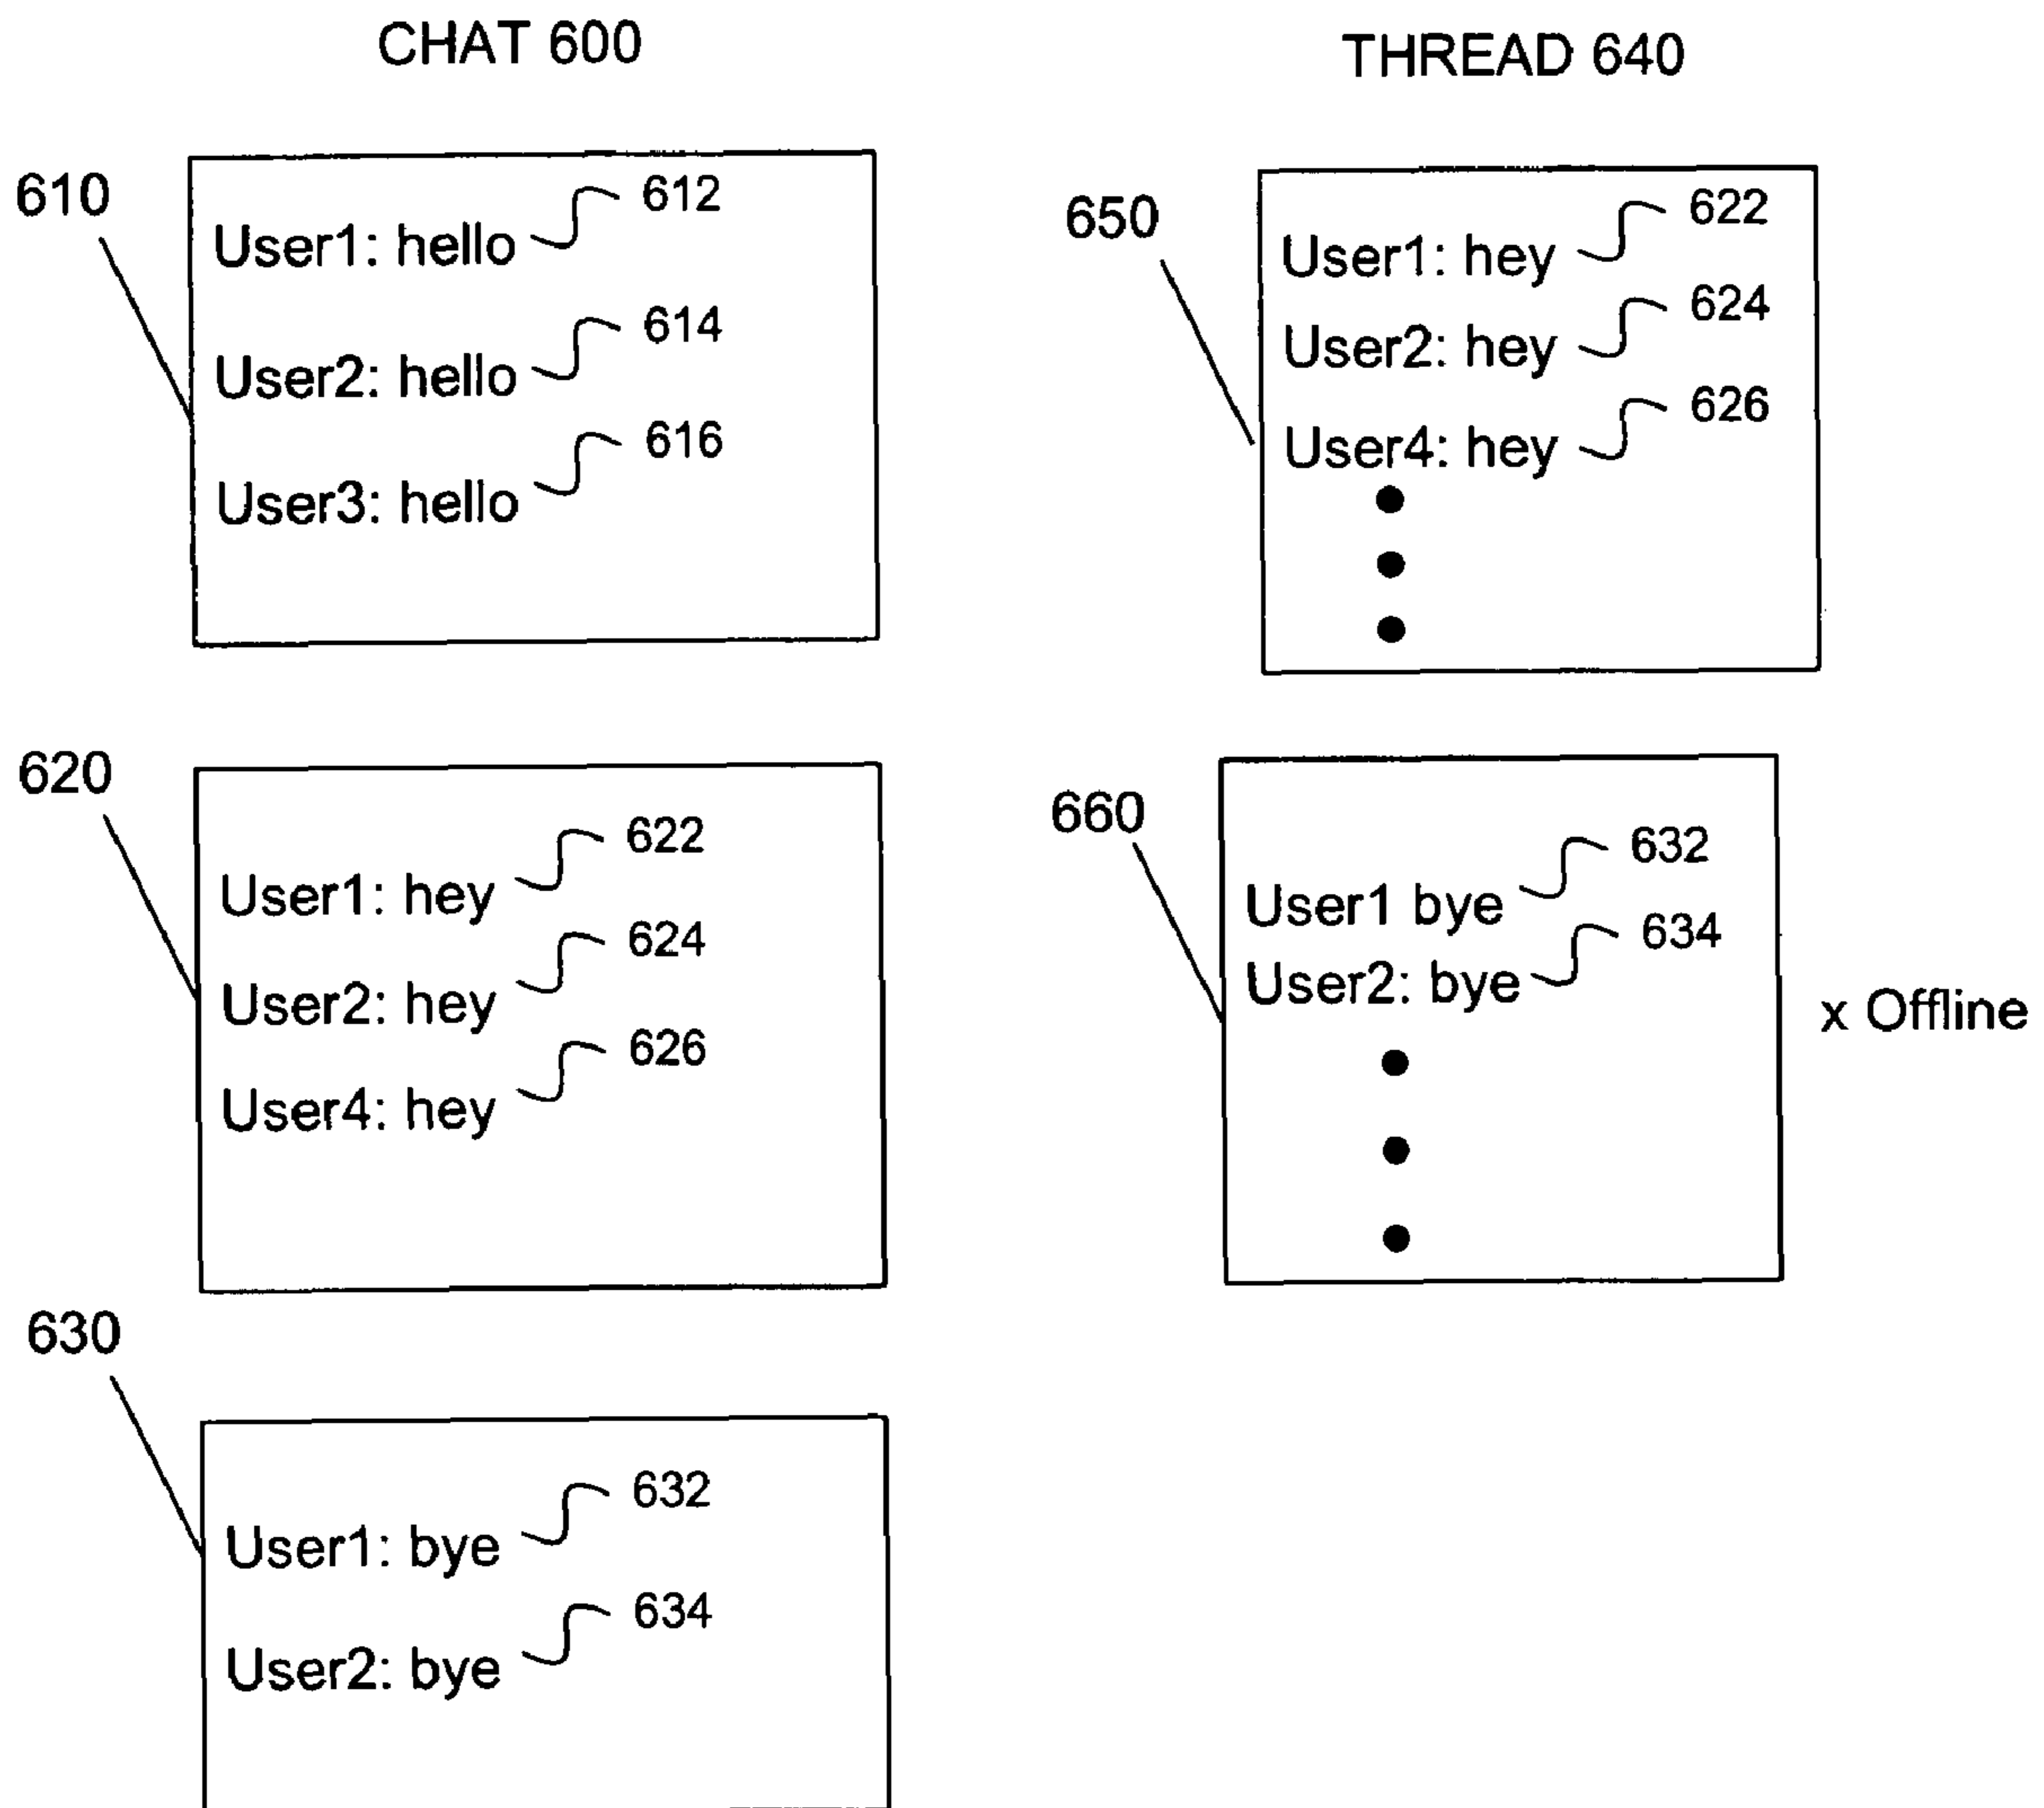 CHAT 600
610
612
User1: hello
614
User2: hello
616
User3: hello
620
622
User1: hey
624
User2: hey
626
User4: hey
630
632
User1: bye
634
User2: bye
THREAD 640
650
622
User1: hey
624
User2: hey
626
User4: hey
660
632
User1 bye
634
User2: bye
x Offline